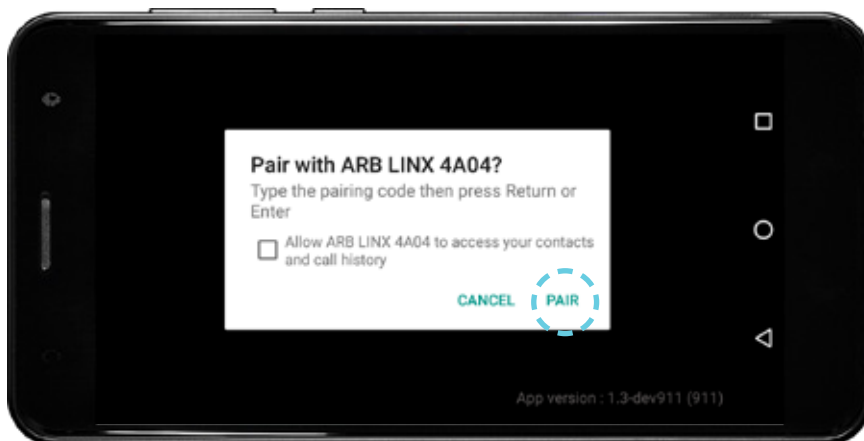 Pair with ARB LINX 4A04?
Type the pairing code then press Return or
Enter
Allow ARB LINX 4A04 to access your contacts
and call history
CANCEL PAIR
App version : 1.3-dev911 (911)